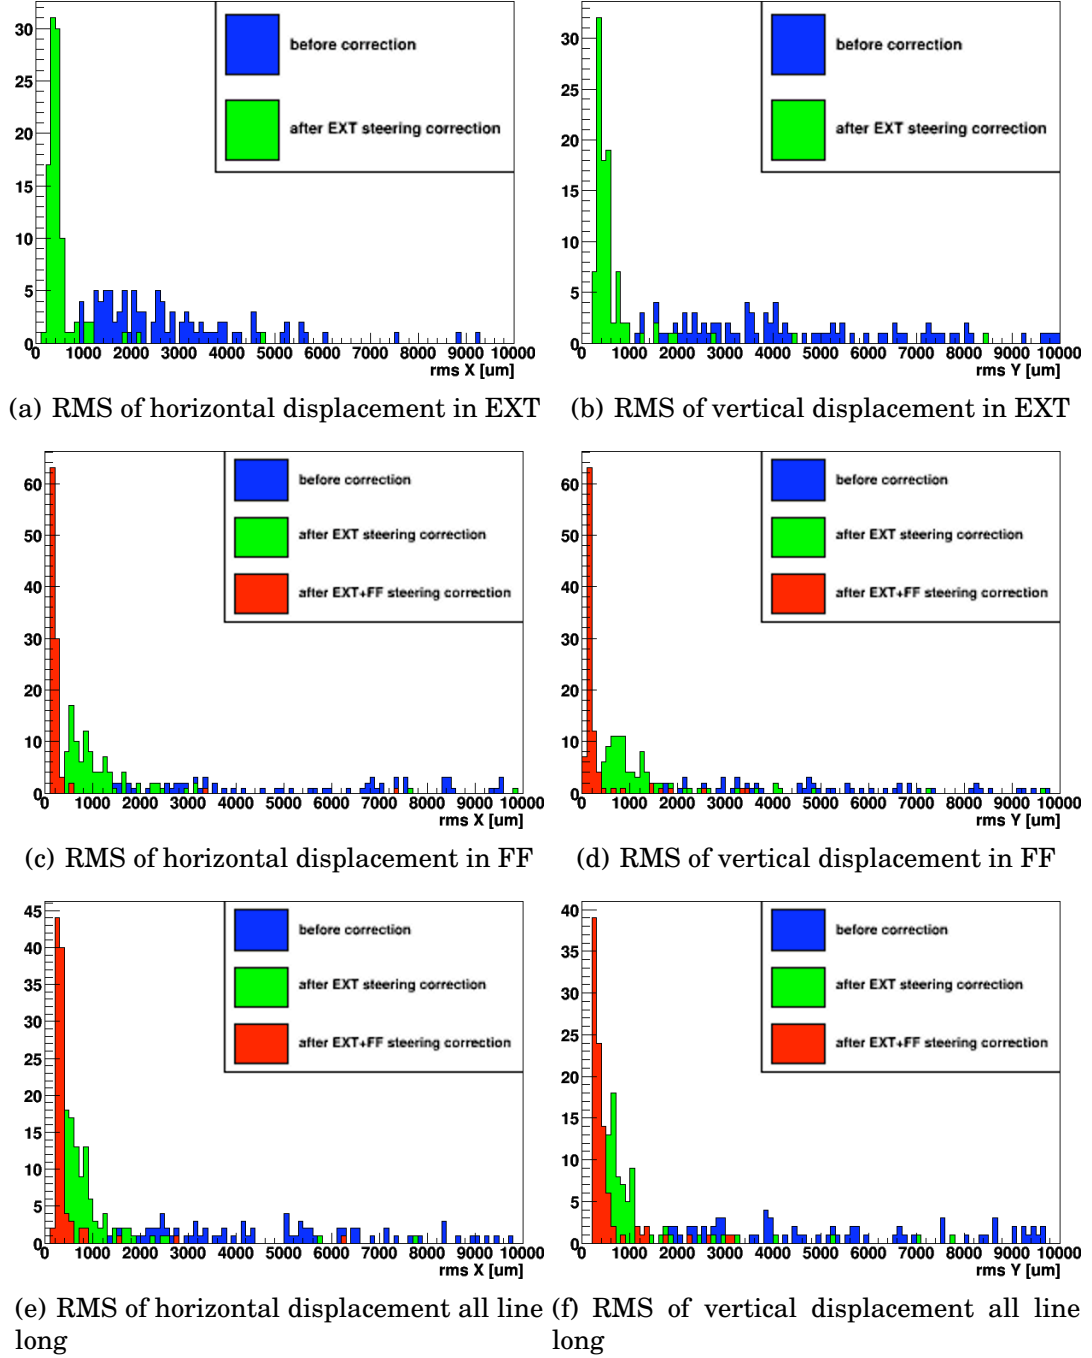 30
25
20
15
10
5
0
before correction
after EXT steering correction
0 1000 2000 3000 4000 5000 6000 7000 8000 9000 10000
rms X [um]
30
25
20
15
10
5
0
before correction
after EXT steering correction
0 1000 2000 3000 4000 5000 6000 7000 8000 9000 10000
rms Y [um]
(a) RMS of horizontal displacement in EXT
(b) RMS of vertical displacement in EXT
60
50
40
30
20
10
0
before correction
after EXT steering correction
after EXT+FF steering correction
0 1000 2000 3000 4000 5000 6000 7000 8000 9000 10000
rms X [um]
60
50
40
30
20
10
0
before correction
after EXT steering correction
after EXT+FF steering correction
0 1000 2000 3000 4000 5000 6000 7000 8000 9000 10000
rms Y [um]
(c) RMS of horizontal displacement in FF
(d) RMS of vertical displacement in FF
45
40
35
30
25
20
15
10
5
0
before correction
after EXT steering correction
after EXT+FF steering correction
0 1000 2000 3000 4000 5000 6000 7000 8000 9000 10000
rms X [um]
40
35
30
25
20
15
10
5
0
before correction
after EXT steering correction
after EXT+FF steering correction
0 1000 2000 3000 4000 5000 6000 7000 8000 9000 10000
rms Y [um]
(e) RMS of horizontal displacement all line
long
(f) RMS of vertical displacement all line
long